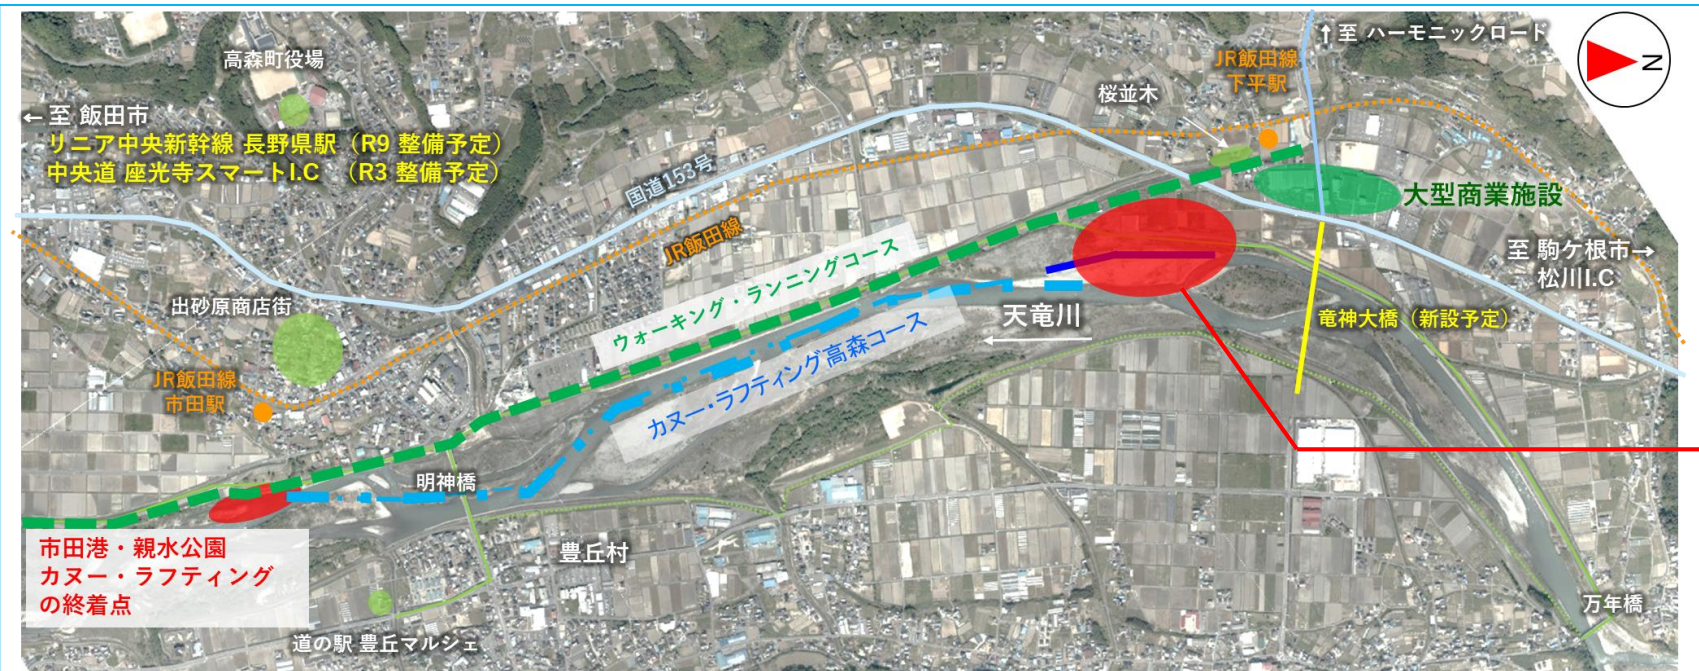 高森町役場
←至 飯田市
リニア中央新幹線 長野県駅（R9 整備予定）
中央道 座光寺スマートI.C （R3 整備予定）
国道153号
JR飯田線
出砂原商店街
JR飯田線
市田駅
ウォーキング・ランニングコース
カヌー・ラフティング高森コース
天竜川
桜並木
JR飯田線
下平駅
↑至 ハーモニックロード
N
大型商業施設
至 駒ケ根市→
松川I.C
竜神大橋（新設予定）
明神橋
市田港・親水公園
カヌー・ラフティング
の終着点
豊丘村
道の駅 豊丘マルシェ
万年橋